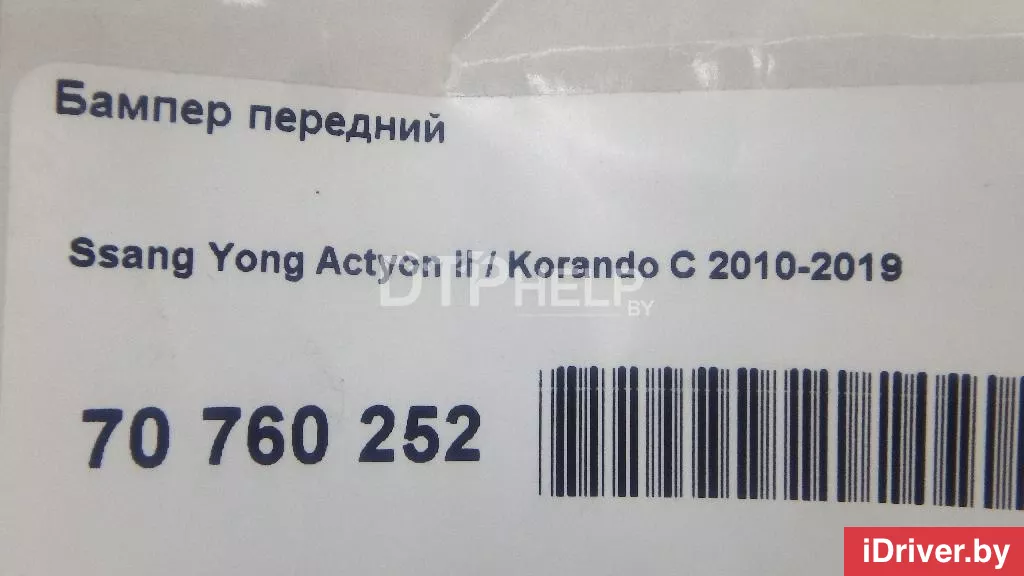 Бампер передний
Ssang Yong Actyon II / Korando C 2010-2019
DTPHELP
BY
70 760 252
iDriver.by